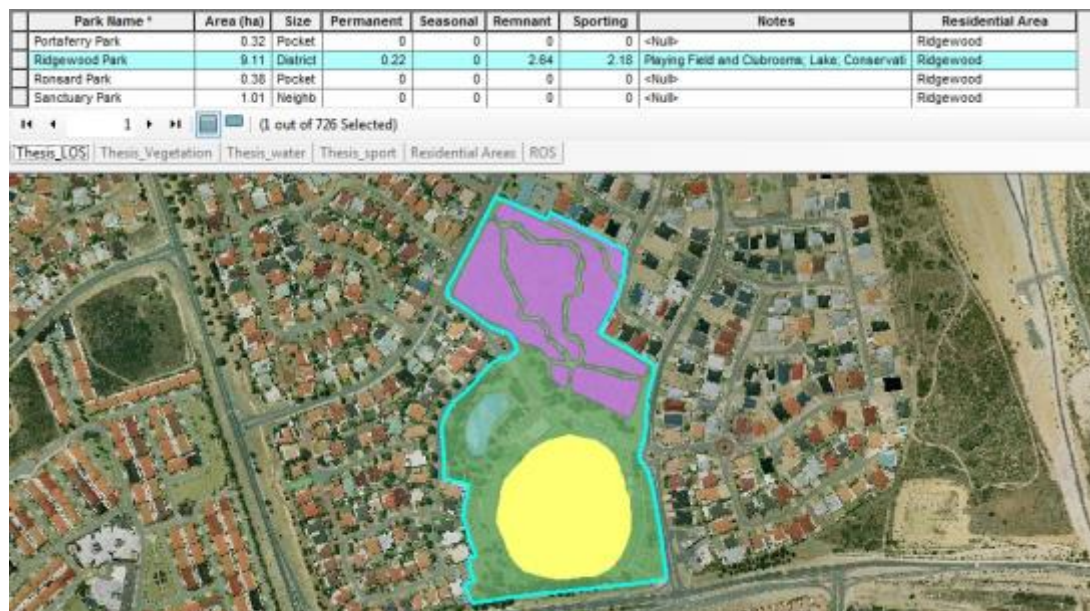 Park Name * Area (ha) Size Permanent Seasonal Remnant Sporting Notes Residential Area
Portaferry Park 0.32 Pocket 0 0 0 0 <Null> Ridgewood
Ridgewood Park 9.11 District 0.22 0 2.64 2.18 Playing Field and Clubrooms; Lake; Conservati Ridgewood
Ronsard Park 0.38 Pocket 0 0 0 0 <Null> Ridgewood
Sanctuary Park 1.01 Neighb 0 0 0 0 <Null> Ridgewood
1 (1 out of 726 Selected)
Thesis_LOS Thesis_Vegetation Thesis_water Thesis_sport Residential Areas ROS